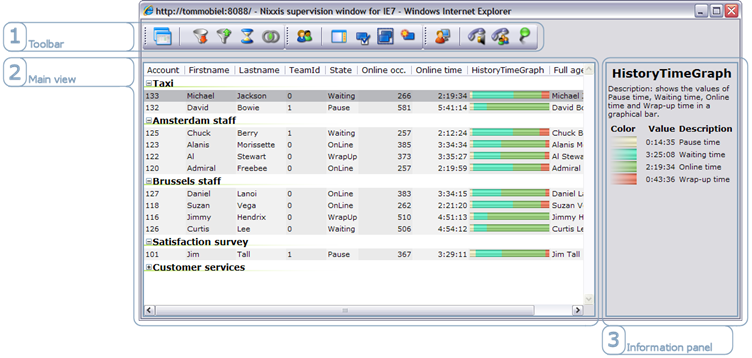 http://tommobiel:8088/ - Nixxis supervision window for IE7 - Windows Internet Explorer
1 Toolbar
2 Main view
Account Firstname Lastname TeamId State Online occ. Online time HistoryTimeGraph Full age
Taxi
133 Michael Jackson 0 Waiting 266 2:19:34 Michael
132 David Bowie 1 Pause 581 5:41:14 David Bo
Amsterdam staff
125 Chuck Berry 1 Waiting 257 2:12:24 Chuck B
123 Alanis Morissette 0 OnLine 385 3:34:34 Alanis M
122 Al Stewart 0 WrapUp 373 3:35:27 Al Stewa
120 Admiral Freebee 0 OnLine 257 2:19:59 Admiral
Brussels staff
127 Daniel Lanoi 0 OnLine 383 3:34:15 Daniel L
118 Suzan Vega 0 OnLine 262 2:21:20 Suzan V
116 Jimmy Hendrix 0 WrapUp 510 4:51:13 Jimmy H
126 Curtis Lee 0 Waiting 506 4:54:12 Curtis Le
Satisfaction survey
101 Jim Tall 1 Pause 367 3:29:11 Jim Tall
Customer services
HistoryTimeGraph
Description: shows the values of
Pause time, Waiting time, Online
time and Wrap-up time in a
graphical bar.
Color Value Description
0:14:35 Pause time
3:25:08 Waiting time
2:19:34 Online time
0:43:36 Wrap-up time
3 Information panel